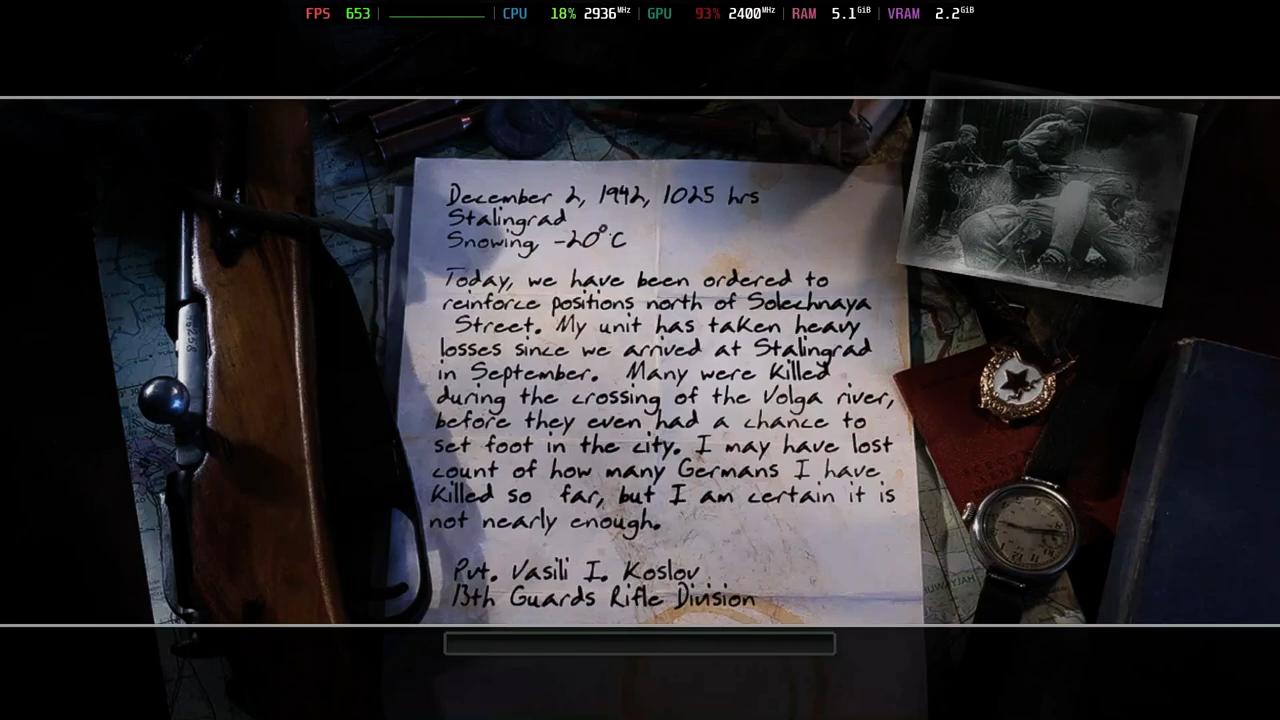 FPS 653 CPU 18% 2936MHz GPU 93% 2400MHz RAM 5.1GiB VRAM 2.2GiB
December 2, 1942, 1025 hrs
Stalingrad
Snowing, -20°C
Today, we have been ordered to
reinforce positions north of Solechnaya
Street. My unit has taken heavy
losses since we arrived at Stalingrad
in September. Many were killed
during the crossing of the Volga river,
before they even had a chance to
set foot in the city. I may have lost
count of how many Germans I have
killed so far, but I am certain it is
not nearly enough.
Pvt. Vasili I. Koslov
13th Guards Rifle Division